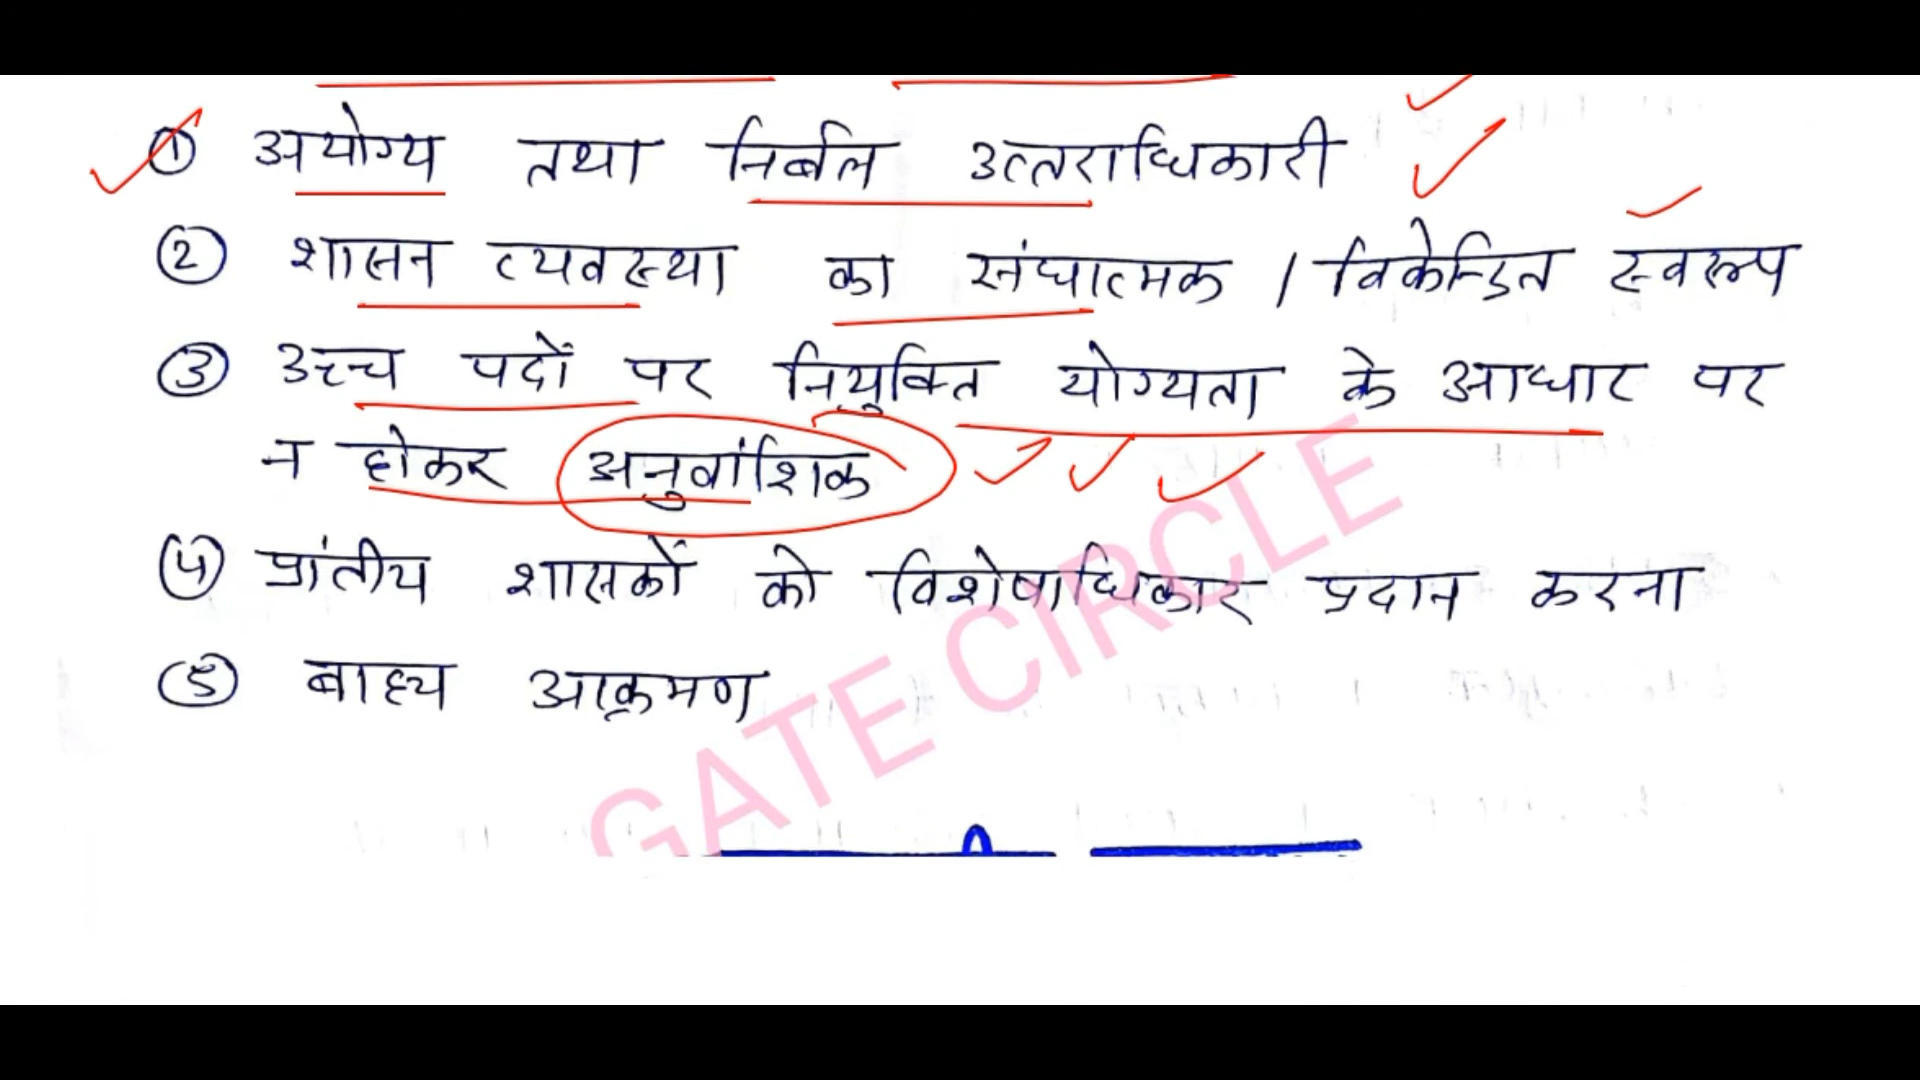 ① अयोग्य तथा निर्बल उत्तराधिकारी
② शासन व्यवस्था का संघात्मक / विकेन्द्रित स्वरूप
③ उच्च पदों पर नियुक्ति योग्यता के आधार पर
न होकर अनुवांशिक
④ प्रांतीय शासकों को विशेषाधिकार प्रदान करना
⑤ बाह्य आक्रमण
GATE CIRCLE